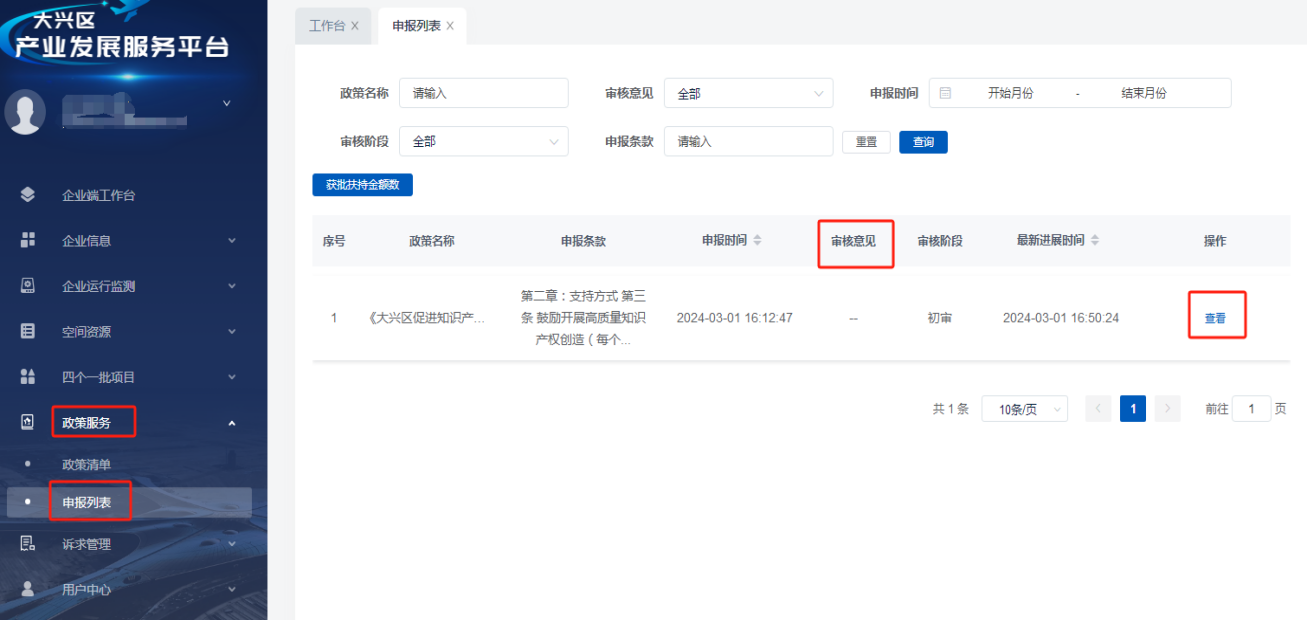 大兴区
产业发展服务平台
企业端工作台
企业信息
企业运行监测
空间资源
四个一批项目
政策服务
政策清单
申报列表
诉求管理
用户中心
工作台 X
申报列表 X
政策名称 请输入 审核意见 全部 申报时间 开始月份 - 结束月份
审核阶段 全部 申报条款 请输入 重置 查询
获批扶持金额数
序号 政策名称 申报条款 申报时间 审核意见 审核阶段 最新进展时间 操作
1 《大兴区促进知识产... 第二章：支持方式 第三
条 鼓励开展高质量知识
产权创造（每个... 2024-03-01 16:12:47 -- 初审 2024-03-01 16:50:24 查看
共 1 条 10条/页 < 1 > 前往 1 页